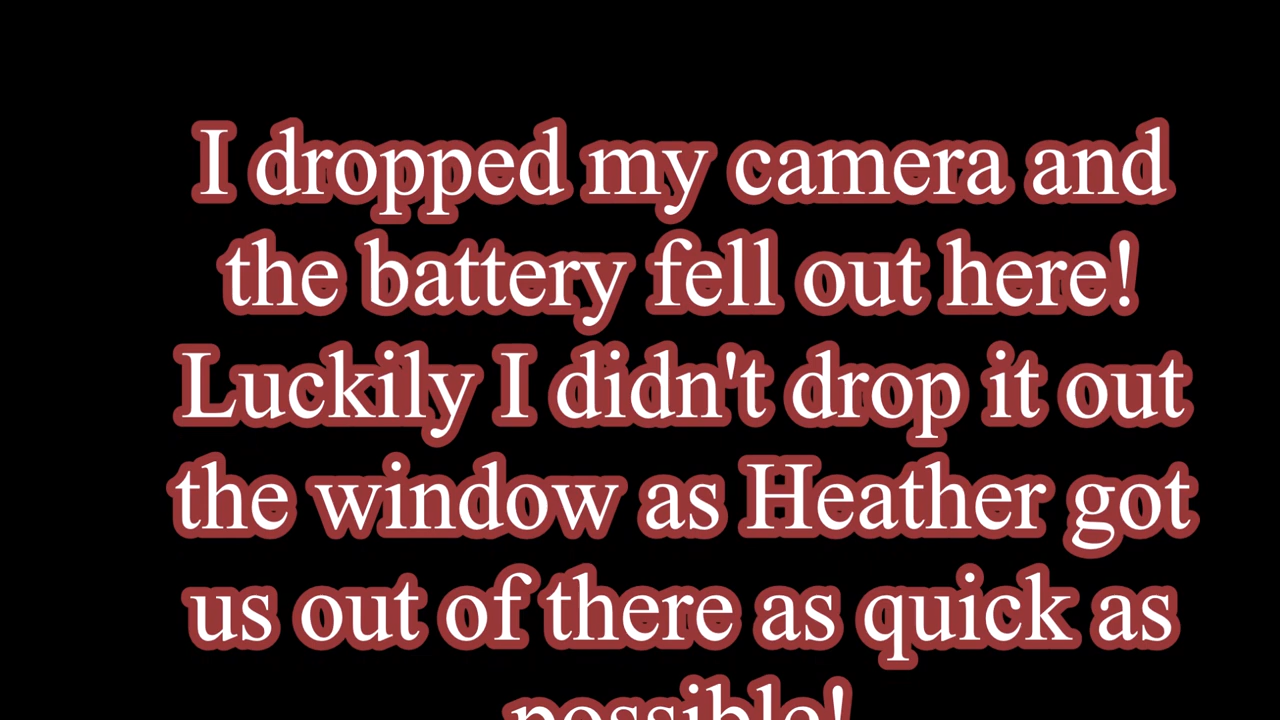 I dropped my camera and
the battery fell out here!
Luckily I didn't drop it out
the window as Heather got
us out of there as quick as
possible!